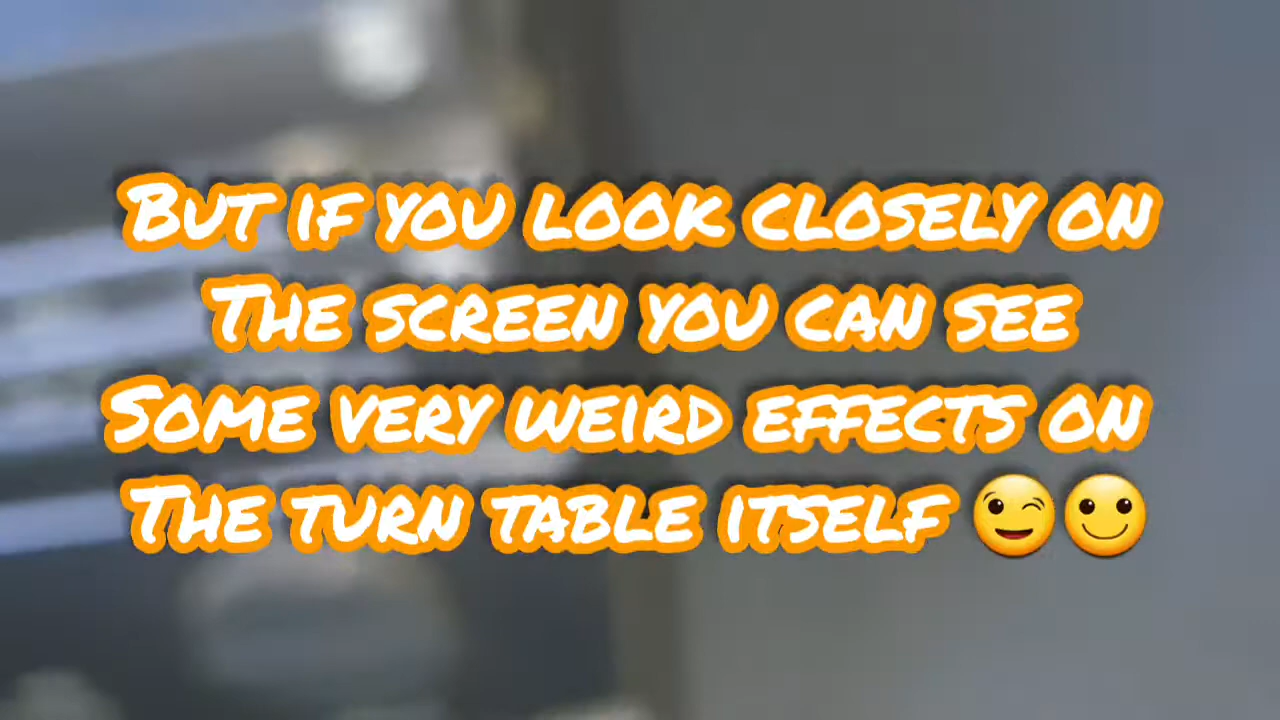 But if you look closely on
The screen you can see
Some very weird effects on
The turn table itself 😉🙂